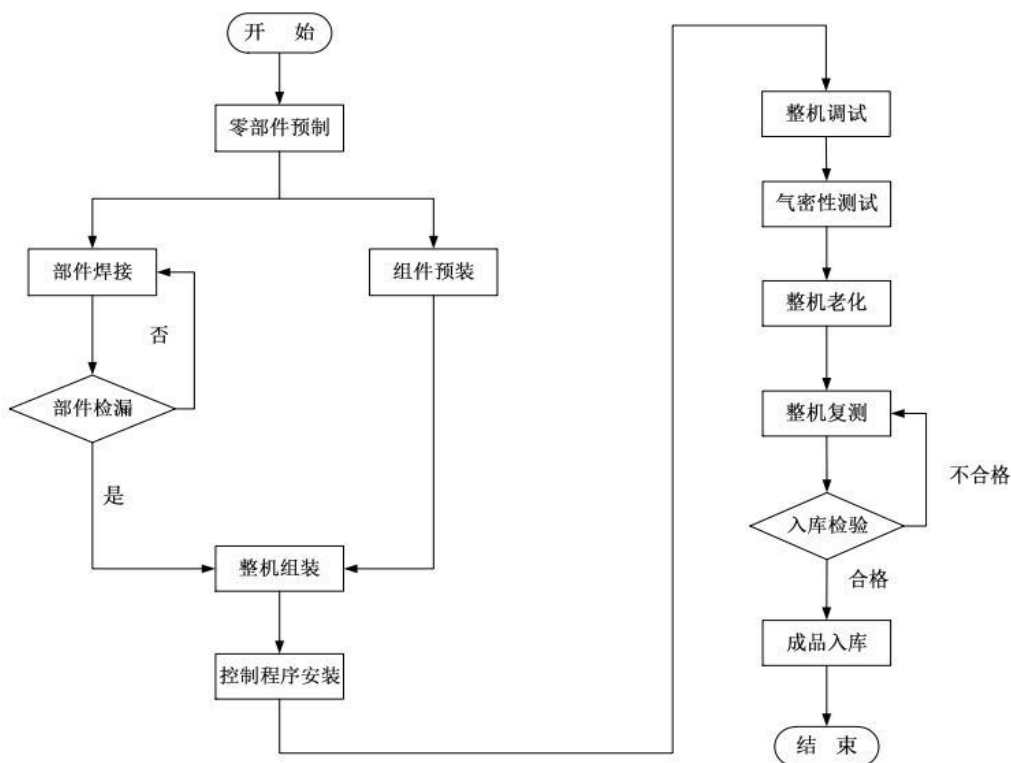 开 始
零部件预制
部件焊接
组件预装
否
部件检漏
是
整机组装
控制程序安装
整机调试
气密性测试
整机老化
整机复测
不合格
入库检验
合格
成品入库
结 束